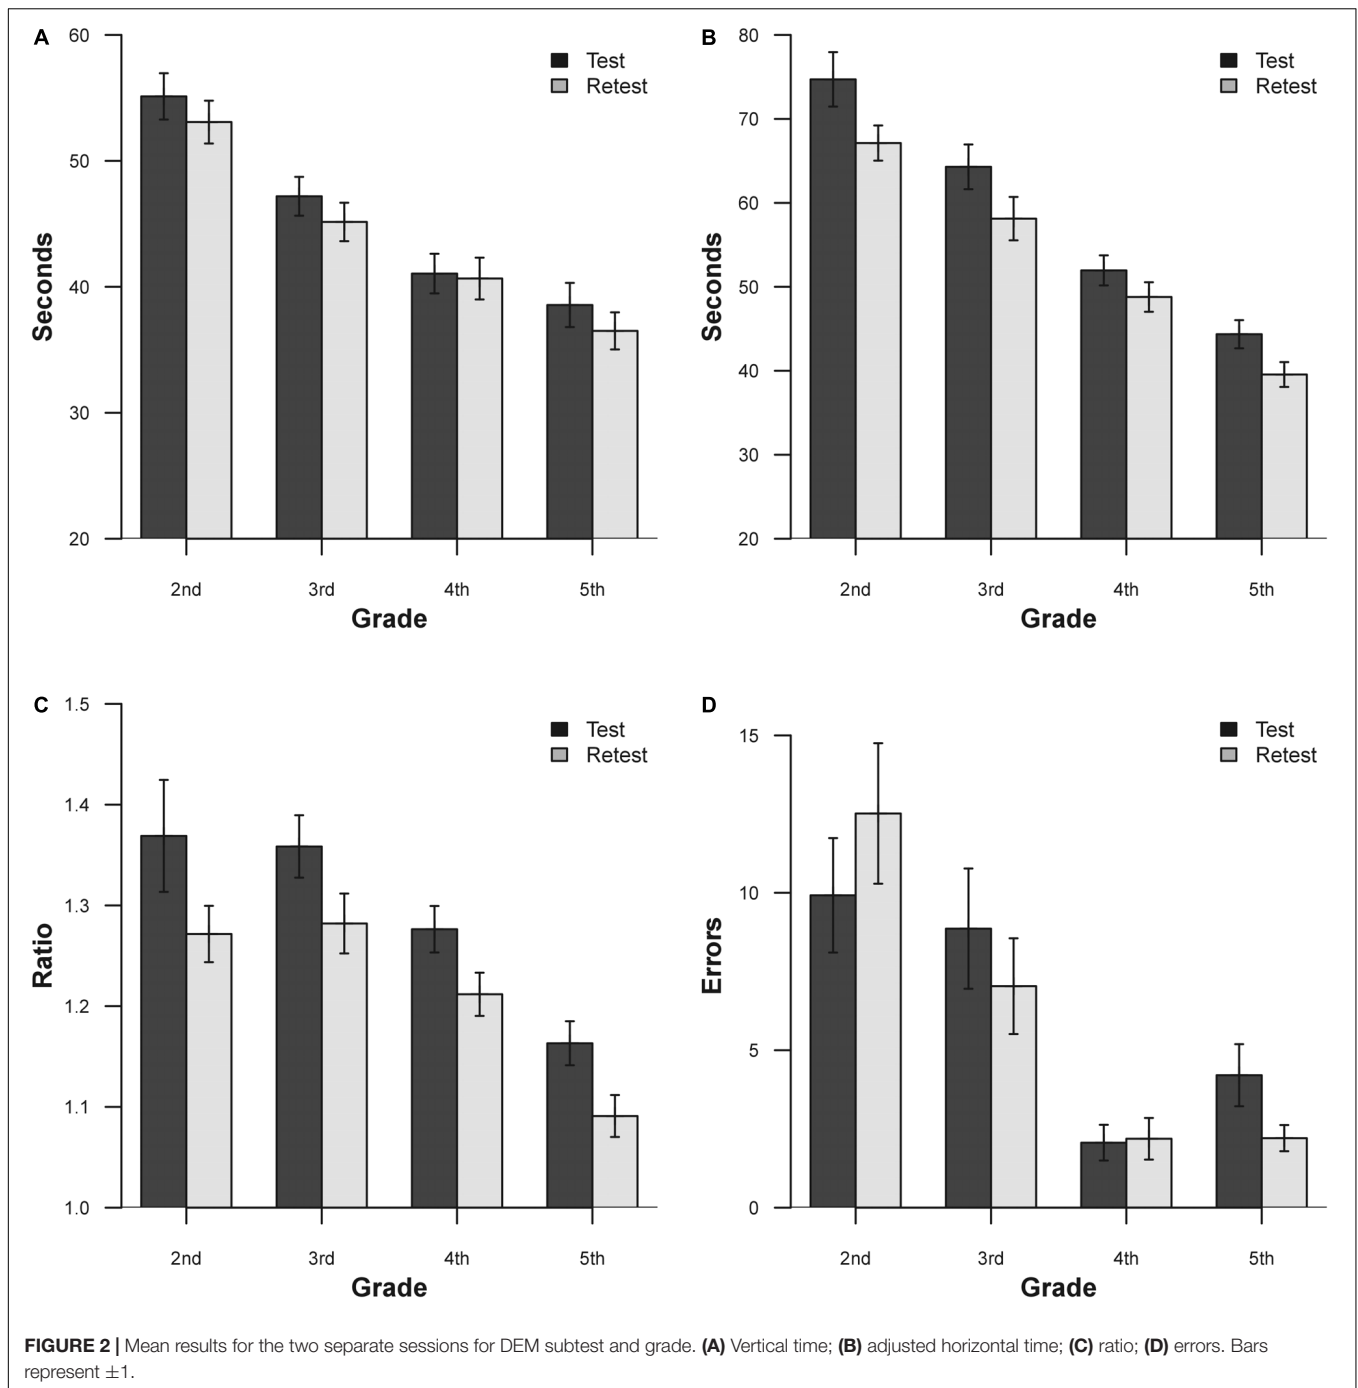 A
60
50
40
30
20
Seconds
Test
Retest
2nd 3rd 4th 5th
Grade
B
80
70
60
50
40
30
20
Seconds
Test
Retest
2nd 3rd 4th 5th
Grade
C
1.5
1.4
1.3
1.2
1.1
1.0
Ratio
Test
Retest
2nd 3rd 4th 5th
Grade
D
15
10
5
0
Errors
Test
Retest
2nd 3rd 4th 5th
Grade
FIGURE 2 | Mean results for the two separate sessions for DEM subtest and grade. (A) Vertical time; (B) adjusted horizontal time; (C) ratio; (D) errors. Bars
represent ±1.